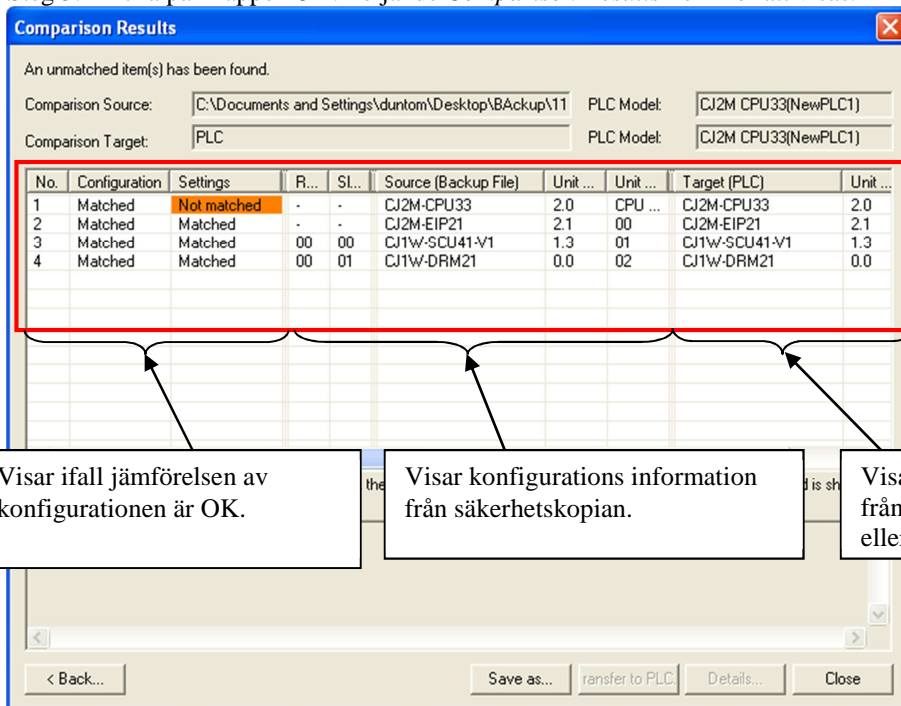 Comparison Results
An unmatched item(s) has been found.
Comparison Source: C:\Documents and Settings\duntom\Desktop\BAckup\11 PLC Model: CJ2M CPU33(NewPLC1)
Comparison Target: PLC PLC Model: CJ2M CPU33(NewPLC1)
No. Configuration Settings R... Sl... Source (Backup File) Unit ... Unit ... Target (PLC) Unit ...
1 Matched Not matched - - CJ2M-CPU33 2.0 CPU ... CJ2M-CPU33 2.0
2 Matched Matched - - CJ2M-EIP21 2.1 00 CJ2M-EIP21 2.1
3 Matched Matched 00 00 CJ1W-SCU41-V1 1.3 01 CJ1W-SCU41-V1 1.3
4 Matched Matched 00 01 CJ1W-DRM21 0.0 02 CJ1W-DRM21 0.0
Visar ifall jämförelsen av
konfigurationen är OK.
Visar konfigurations information
från säkerhetskopian.
från
< Back... Save as... ransfer to PLC. Details... Close